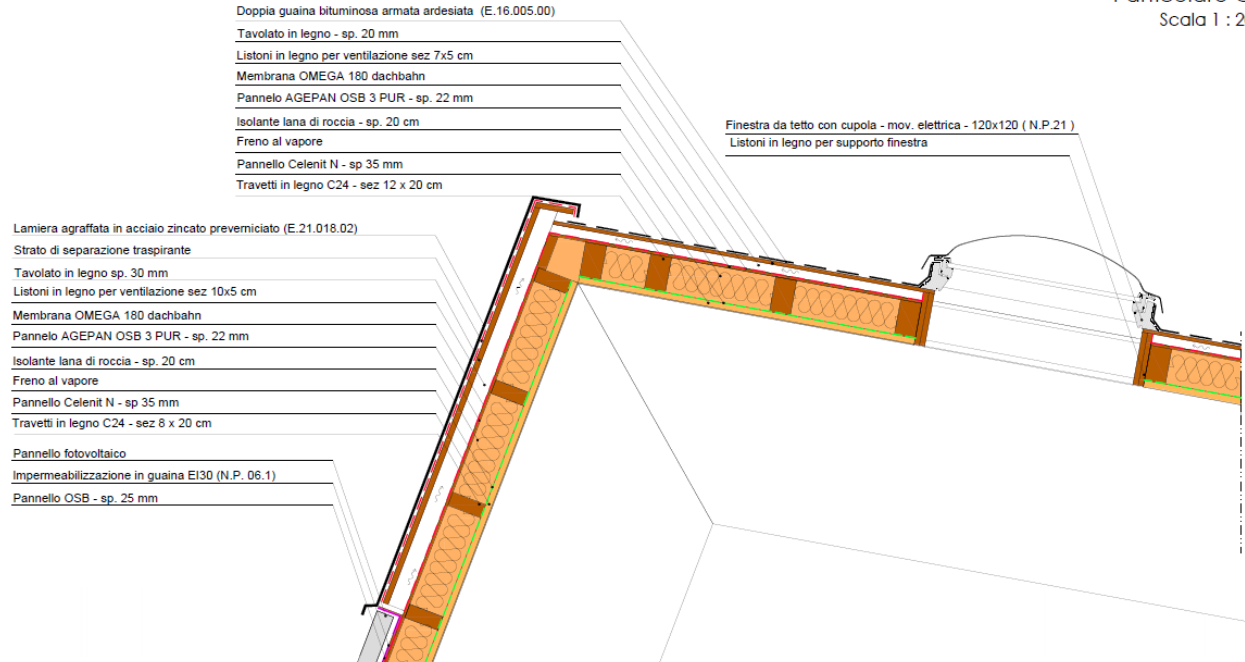 Doppia guaina bituminosa armata ardesiata (E.16.005.00)
Tavolato in legno - sp. 20 mm
Listoni in legno per ventilazione sez 7x5 cm
Membrana OMEGA 180 dachbahn
Pannelo AGEPAN OSB 3 PUR - sp. 22 mm
Isolante lana di roccia - sp. 20 cm
Freno al vapore
Pannello Celenit N - sp 35 mm
Travetti in legno C24 - sez 12 x 20 cm
Scala 1 : 2
Finestra da tetto con cupola - mov. elettrica - 120x120 ( N.P.21 )
Listoni in legno per supporto finestra
Lamiera agraffata in acciaio zincato preverniciato (E.21.018.02)
Strato di separazione traspirante
Tavolato in legno sp. 30 mm
Listoni in legno per ventilazione sez 10x5 cm
Membrana OMEGA 180 dachbahn
Pannelo AGEPAN OSB 3 PUR - sp. 22 mm
Isolante lana di roccia - sp. 20 cm
Freno al vapore
Pannello Celenit N - sp 35 mm
Travetti in legno C24 - sez 8 x 20 cm
Pannello fotovoltaico
Impermeabilizzazione in guaina EI30 (N.P. 06.1)
Pannello OSB - sp. 25 mm